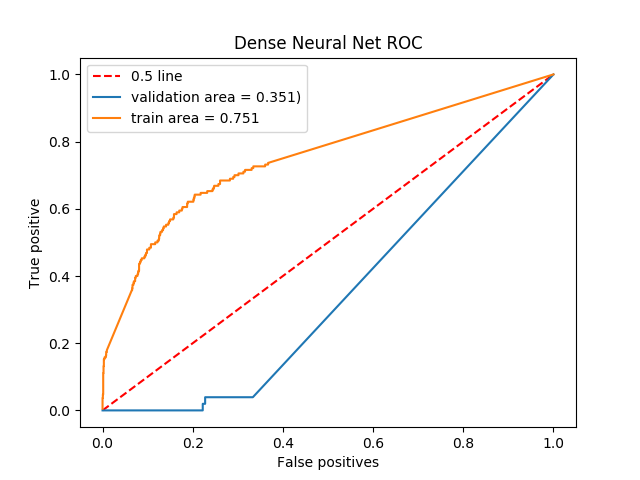 Dense Neural Net ROC
0.5 line
validation area = 0.351)
train area = 0.751
True positive
1.0
0.8
0.6
0.4
0.2
0.0
0.0 0.2 0.4 0.6 0.8 1.0
False positives